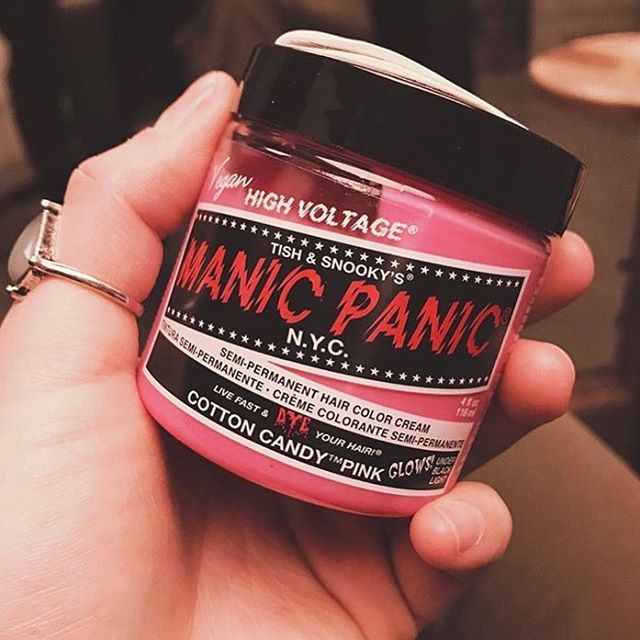 Vegan
HIGH VOLTAGE®
TISH & SNOOKY'S®
MANIC PANIC®
N.Y.C.
SEMI-PERMANENT HAIR COLOR CREAM
TINTURA SEMI-PERMANENTE · CRÈME COLORANTE SEMI-PERMANENTE
4 fl oz
118 ml
LIVE FAST & DYE YOUR HAIR!®
COTTON CANDY™ PINK
GLOWS! UNDER
BLACK
LIGHT